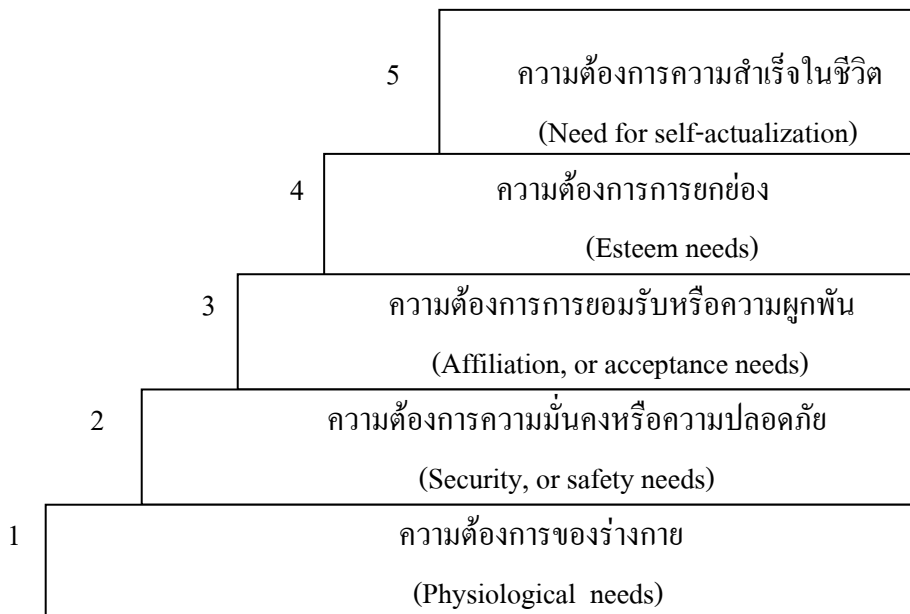 5 ความต้องการความสำเร็จในชีวิต
(Need for self-actualization)
4 ความต้องการการยกย่อง
(Esteem needs)
3 ความต้องการการยอมรับหรือความผูกพัน
(Affiliation, or acceptance needs)
2 ความต้องการความมั่นคงหรือความปลอดภัย
(Security, or safety needs)
1 ความต้องการของร่างกาย
(Physiological needs)